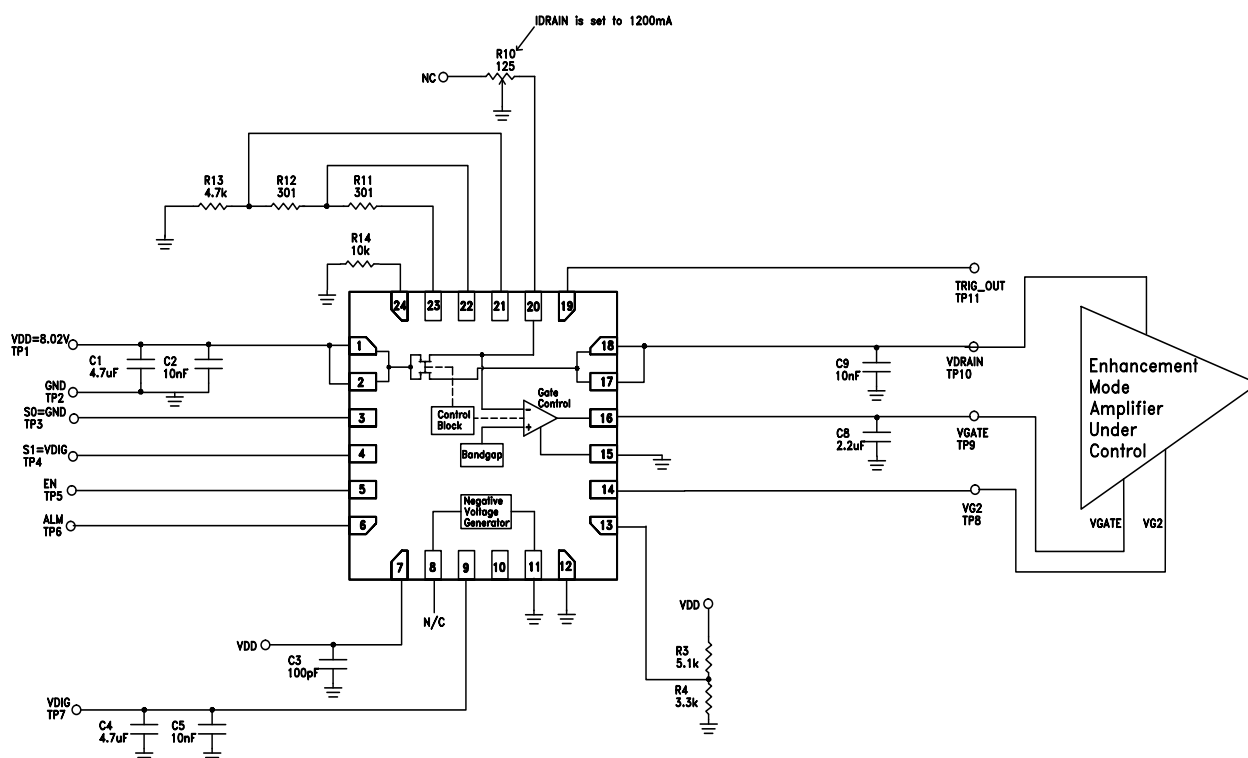 IDRAIN is set to 1200mA
R10
125
NC
R13
4.7k
R12
301
R11
301
R14
10k
24
23
22
21
20
19
TRIG_OUT
TP11
VDD=8.02V
TP1
C1
4.7uF
C2
10nF
GND
TP2
S0=GND
TP3
S1=VDIG
TP4
EN
TP5
ALM
TP6
1
2
3
4
5
6
Control
Block
Gate
Control
-
+
Bandgap
Negative
Voltage
Generator
18
17
16
15
14
13
C9
10nF
VDRAIN
TP10
C8
2.2uF
VGATE
TP9
VG2
TP8
Enhancement
Mode
Amplifier
Under
Control
VGATE
VG2
7
8
9
10
11
12
N/C
VDD
C3
100pF
VDIG
TP7
C4
4.7uF
C5
10nF
VDD
R3
5.1k
R4
3.3k